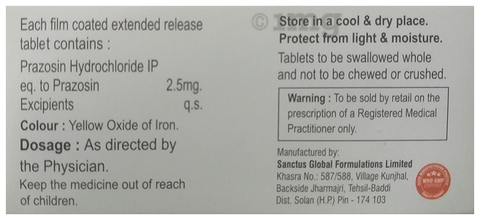 Each film coated extended release
tablet contains :
Prazosin Hydrochloride IP
eq. to Prazosin 2.5mg.
Excipients q.s.
Colour : Yellow Oxide of Iron.
Dosage : As directed by
the Physician.
Keep the medicine out of reach
of children.
1mg
Store in a cool & dry place.
Protect from light & moisture.
Tablets to be swallowed whole
and not to be chewed or crushed.
Warning : To be sold by retail on the
prescription of a Registered Medical
Practitioner only.
Manufactured by:
Sanctus Global Formulations Limited
Khasra No.: 587/588, Village Kunjhal,
Backside Jharmajri, Tehsil-Baddi
Dist. Solan (H.P.) Pin - 174 103
WHO GMP